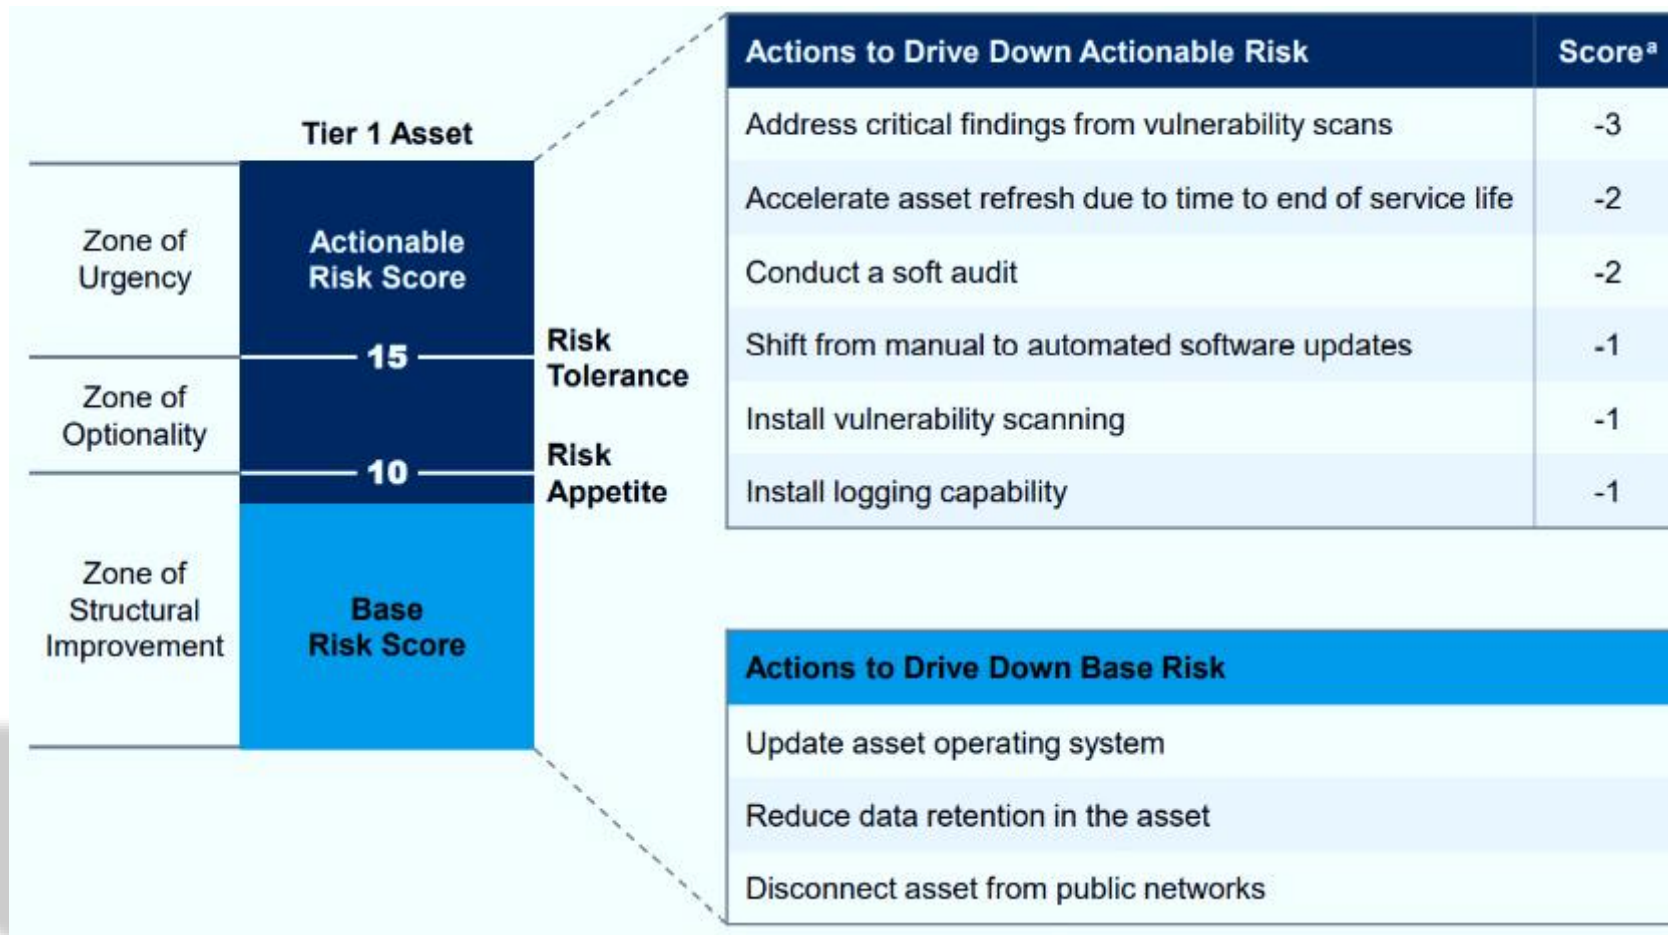 Tier 1 Asset
Zone of
Urgency
Actionable
Risk Score
15
Risk
Tolerance
Zone of
Optionality
10
Risk
Appetite
Zone of
Structural
Improvement
Base
Risk Score
Actions to Drive Down Actionable Risk Scoreᵃ
Address critical findings from vulnerability scans -3
Accelerate asset refresh due to time to end of service life -2
Conduct a soft audit -2
Shift from manual to automated software updates -1
Install vulnerability scanning -1
Install logging capability -1
Actions to Drive Down Base Risk
Update asset operating system
Reduce data retention in the asset
Disconnect asset from public networks